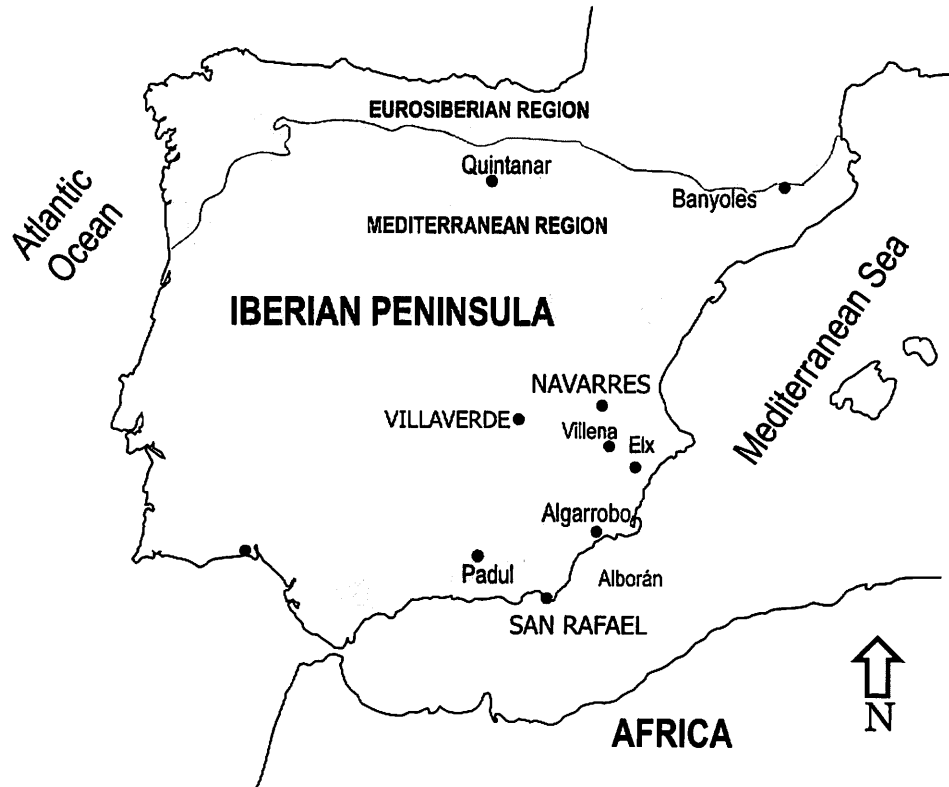 EUROSIBERIAN REGION
Quintanar
Banyoles
Atlantic
Ocean
MEDITERRANEAN REGION
IBERIAN PENINSULA
Mediterranean Sea
NAVARRES
VILLAVERDE
Villena
Elx
Algarrobo
Padul
Alborán
SAN RAFAEL
N
AFRICA